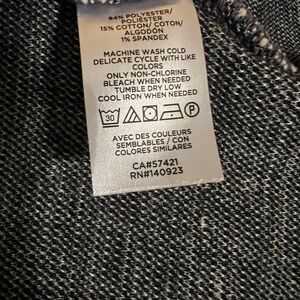 84% POLYESTER/
POLIÉSTER
15% COTTON/ COTON/
ALGODÓN
1% SPANDEX
MACHINE WASH COLD
DELICATE CYCLE WITH LIKE
COLORS
ONLY NON-CHLORINE
BLEACH WHEN NEEDED
TUMBLE DRY LOW
COOL IRON WHEN NEEDED
30 P
AVEC DES COULEURS
SEMBLABLES / CON
COLORES SIMILARES
CA#57421
RN#140923